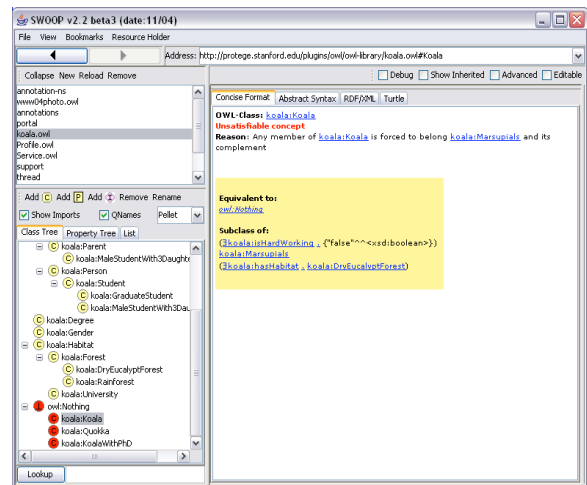 SWOOP v2.2 beta3 (date:11/04)
File View Bookmarks Resource Holder
Address: http://protege.stanford.edu/plugins/owl/owl-library/koala.owl#Koala
Collapse New Reload Remove
Debug Show Inherited Advanced Editable
annotation-ns
www04photo.owl
annotations
portal
koala.owl
Profile.owl
Service.owl
support
thread
Add C Add P Add I Remove Rename
Show Imports QNames Pellet
Class Tree Property Tree List
C koala:Parent
C koala:MaleStudentWith3Daughte
C koala:Person
C koala:Student
C koala:GraduateStudent
C koala:MaleStudentWith3Dau
C koala:Degree
C koala:Gender
C koala:Habitat
C koala:Forest
C koala:DryEucalyptForest
C koala:Rainforest
C koala:University
owl:Nothing
C koala:Koala
C koala:Quokka
C koala:KoalaWithPhD
Lookup
Concise Format Abstract Syntax RDF/XML Turtle
OWL-Class: koala:Koala
Unsatisfiable concept
Reason: Any member of koala:Koala is forced to belong koala:Marsupials and its
complement
Equivalent to:
owl:Nothing
Subclass of:
(∃koala:isHardWorking . {"false"^^<xsd:boolean>})
koala:Marsupials
(∃koala:hasHabitat . koala:DryEucalyptForest)